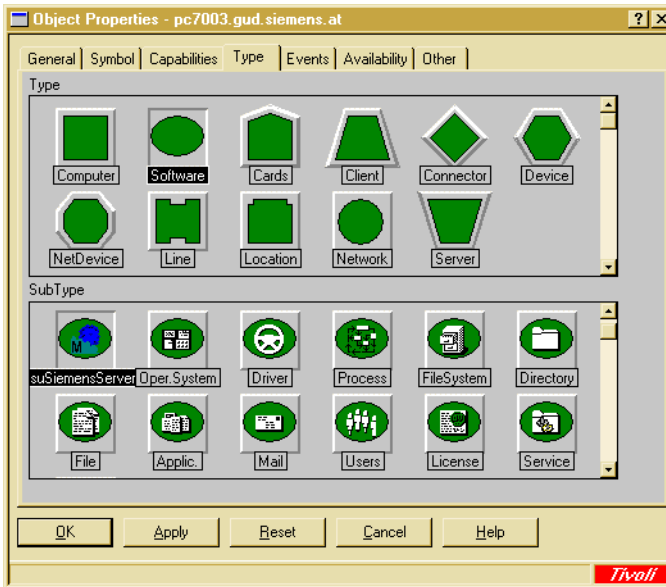 Object Properties - pc7003.gud.siemens.at
General Symbol Capabilities Type Events Availability Other
Type
Computer Software Cards Client Connector Device
NetDevice Line Location Network Server
SubType
M
suSiemensServer Oper.System Driver Process FileSystem Directory
File Applic. Mail Users License Service
OK Apply Reset Cancel Help
Tivoli